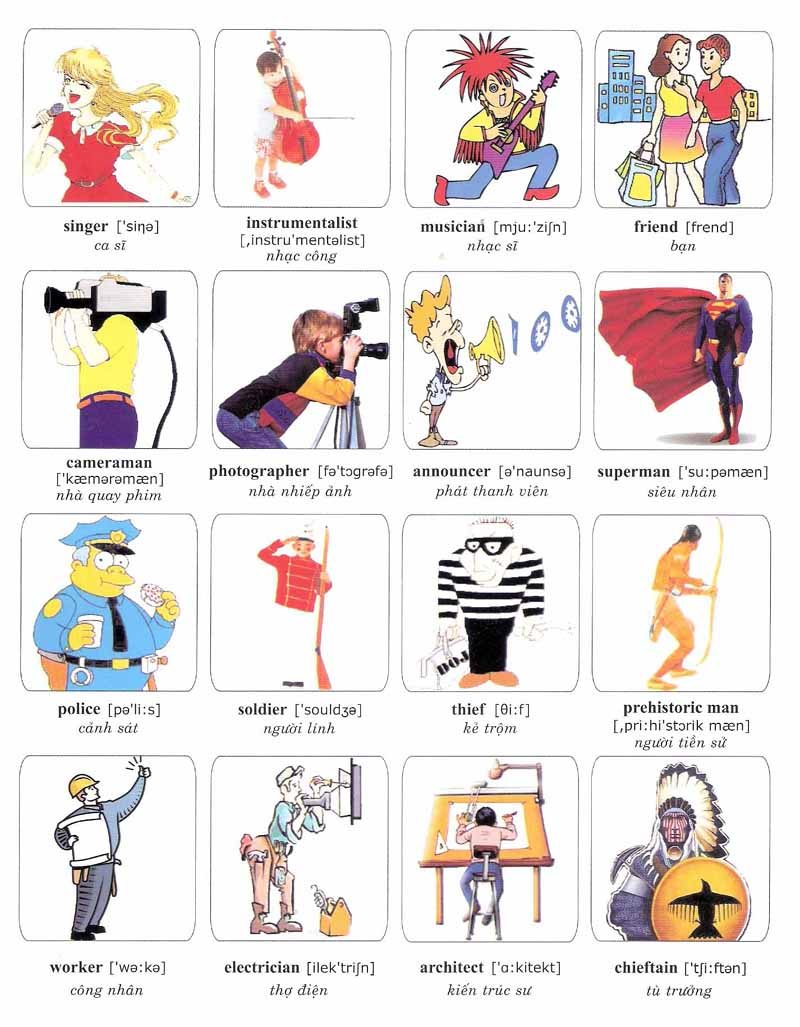 100
singer ['siŋə]
ca sĩ
instrumentalist
[,instru'mentəlist]
nhạc công
musician [mju:'ziʃn]
nhạc sĩ
friend [frend]
bạn
cameraman
['kæmərəmæn]
nhà quay phim
photographer [fə'tɔgrəfə]
nhà nhiếp ảnh
announcer [ə'naunsə]
phát thanh viên
superman ['su:pəmæn]
siêu nhân
DOJ
police [pə'li:s]
cảnh sát
soldier ['souldʒə]
người lính
thief [θi:f]
kẻ trộm
prehistoric man
[,pri:hi'stɔrik mæn]
người tiền sử
worker ['wə:kə]
công nhân
electrician [ilek'triʃn]
thợ điện
architect ['ɑ:kitekt]
kiến trúc sư
chieftain ['tʃi:ftən]
tù trưởng